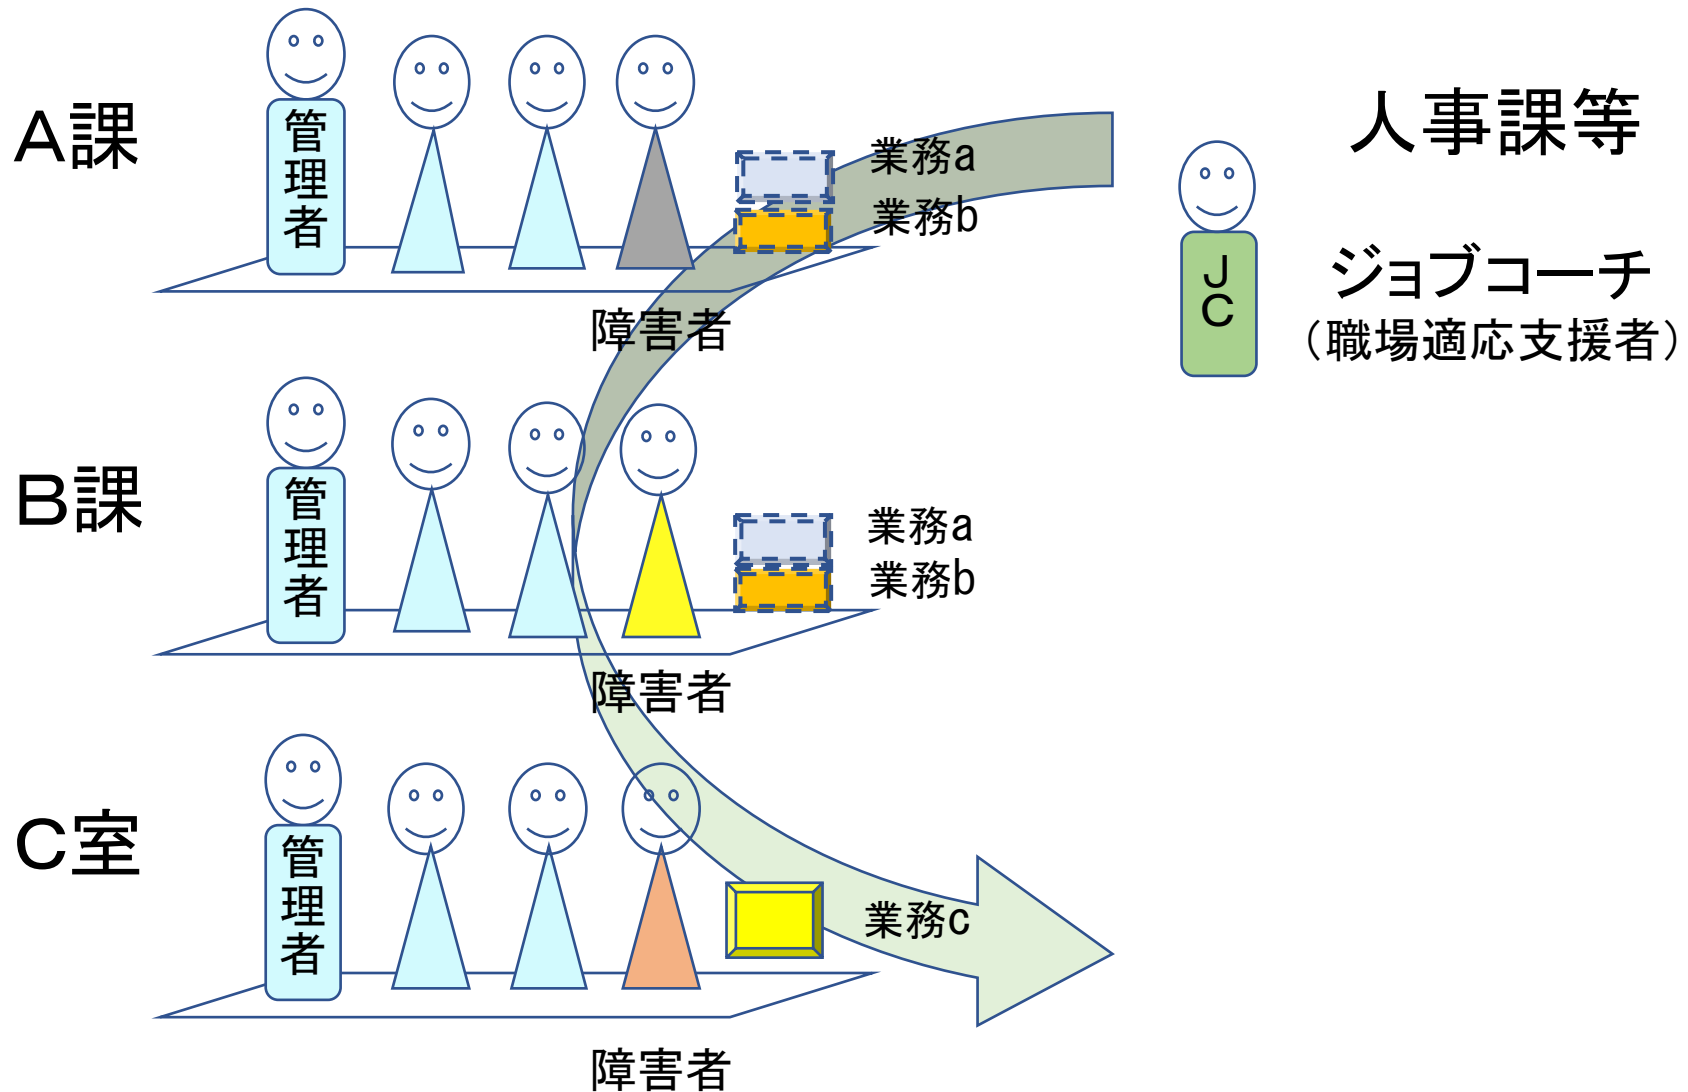 A課
管理者
業務a
業務b
障害者
人事課等
JC
ジョブコーチ
（職場適応支援者）
B課
管理者
業務a
業務b
障害者
C室
管理者
業務c
障害者